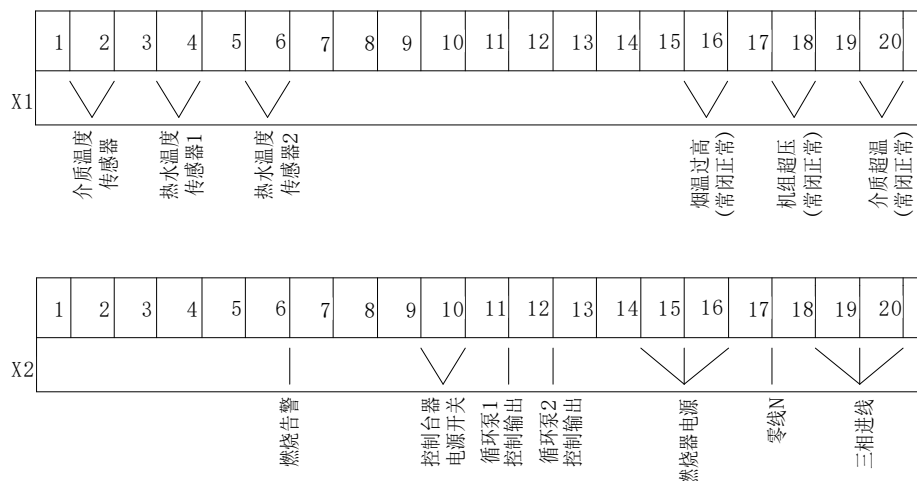 1 2 3 4 5 6 7 8 9 10 11 12 13 14 15 16 17 18 19 20
X1
介质温度
传感器
热水温度
传感器1
热水温度
传感器2
烟温过高
(常闭正常)
机组超压
(常闭正常)
介质超温
(常闭正常)
1 2 3 4 5 6 7 8 9 10 11 12 13 14 15 16 17 18 19 20
X2
燃烧告警
控制台器
电源开关
循环泵1
控制输出
循环泵2
控制输出
燃烧器电源
零线N
三相进线